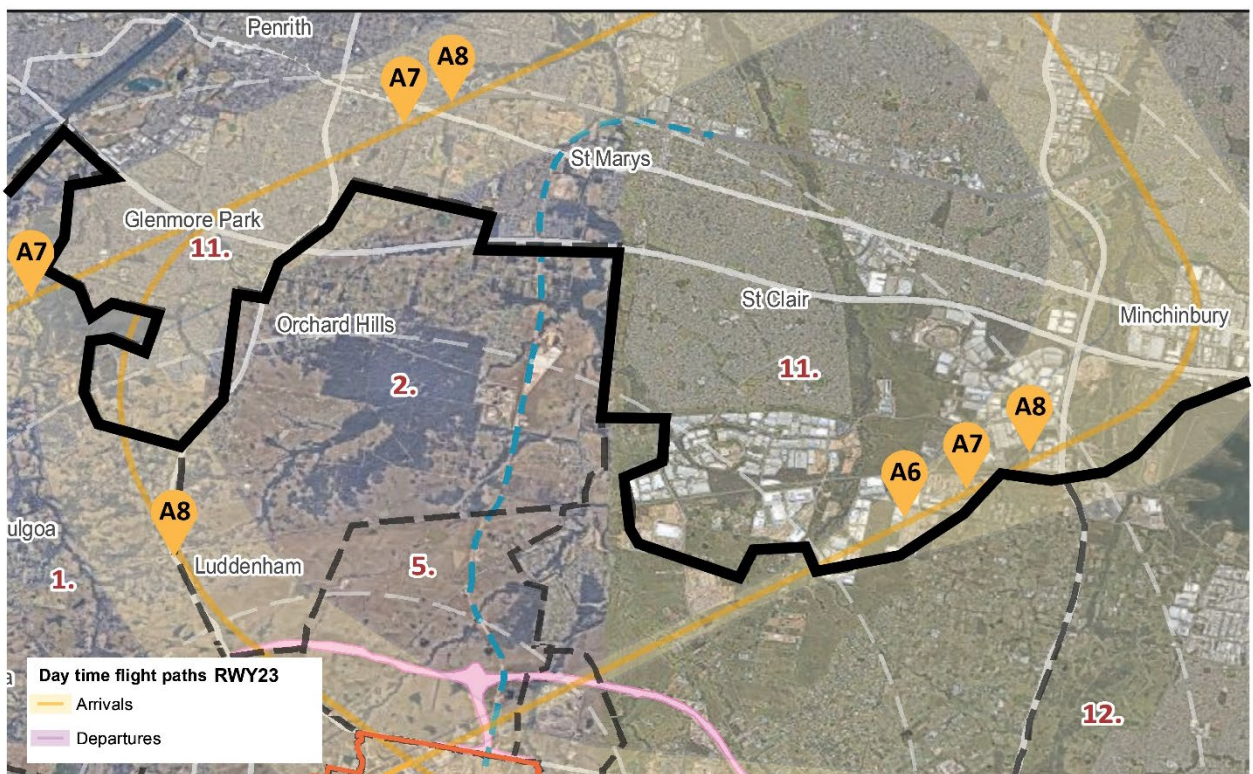 Penrith
A8
A7
St Marys
Glenmore Park
11.
A7
St Clair
Minchinbury
Orchard Hills
2.
11.
A8
A7
A6
A8
ulgoa
Luddenham
5.
1.
a
Day time flight paths RWY23
Arrivals
Departures
12.